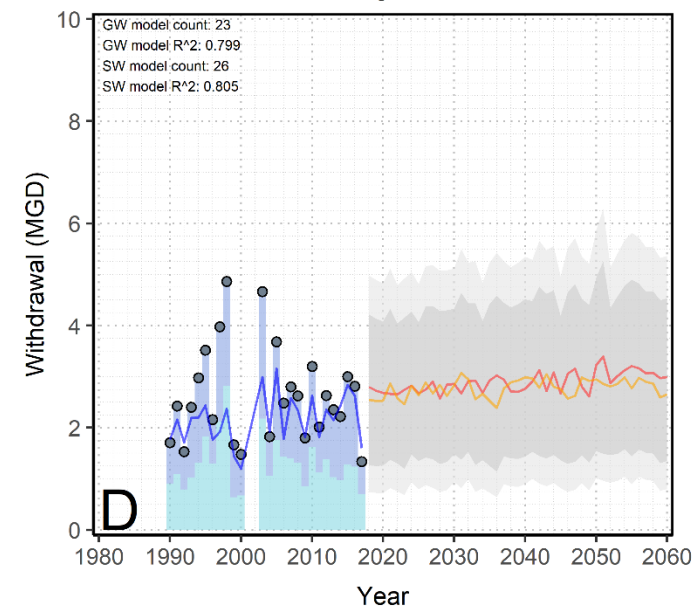 GW model count: 23
GW model R^2: 0.799
SW model count: 26
SW model R^2: 0.805
10
8
6
4
2
0
Withdrawal (MGD)
D
1980 1990 2000 2010 2020 2030 2040 2050 2060
Year